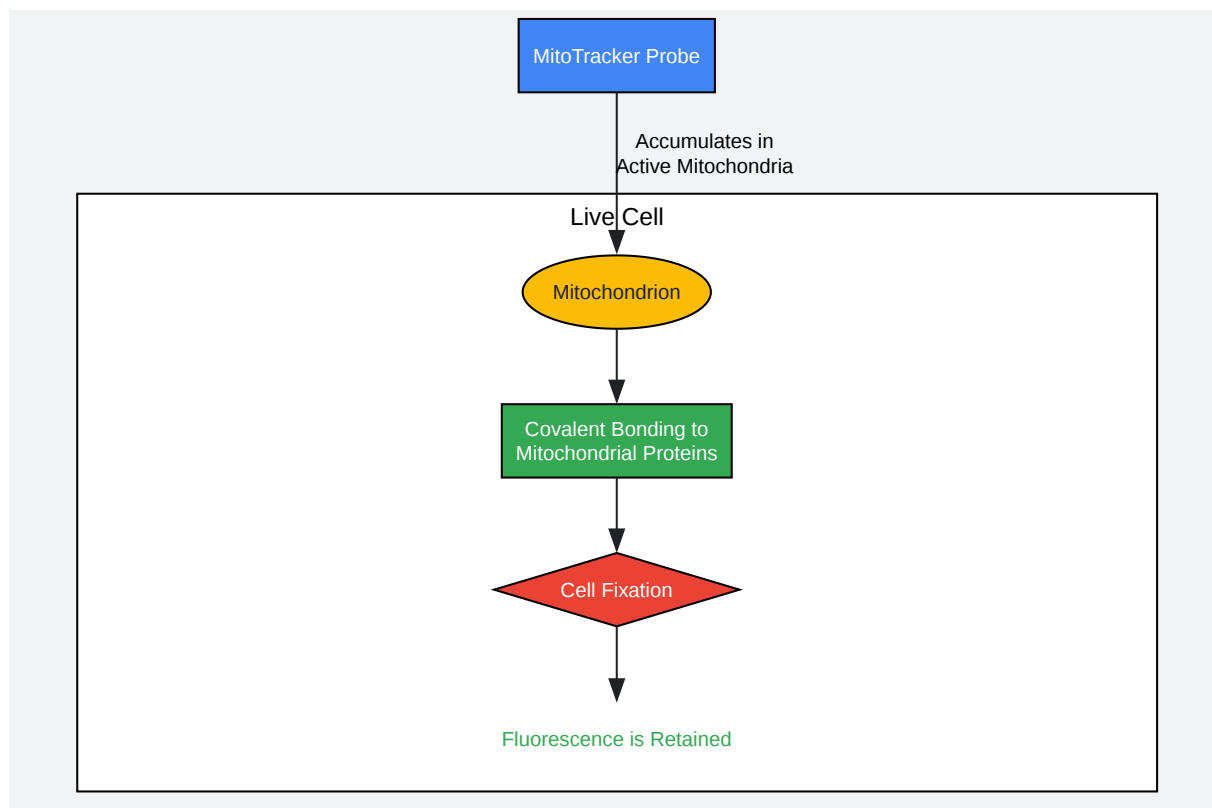 MitoTracker Probe
Accumulates in
Active Mitochondria
Live Cell
Mitochondrion
Covalent Bonding to
Mitochondrial Proteins
Cell Fixation
Fluorescence is Retained